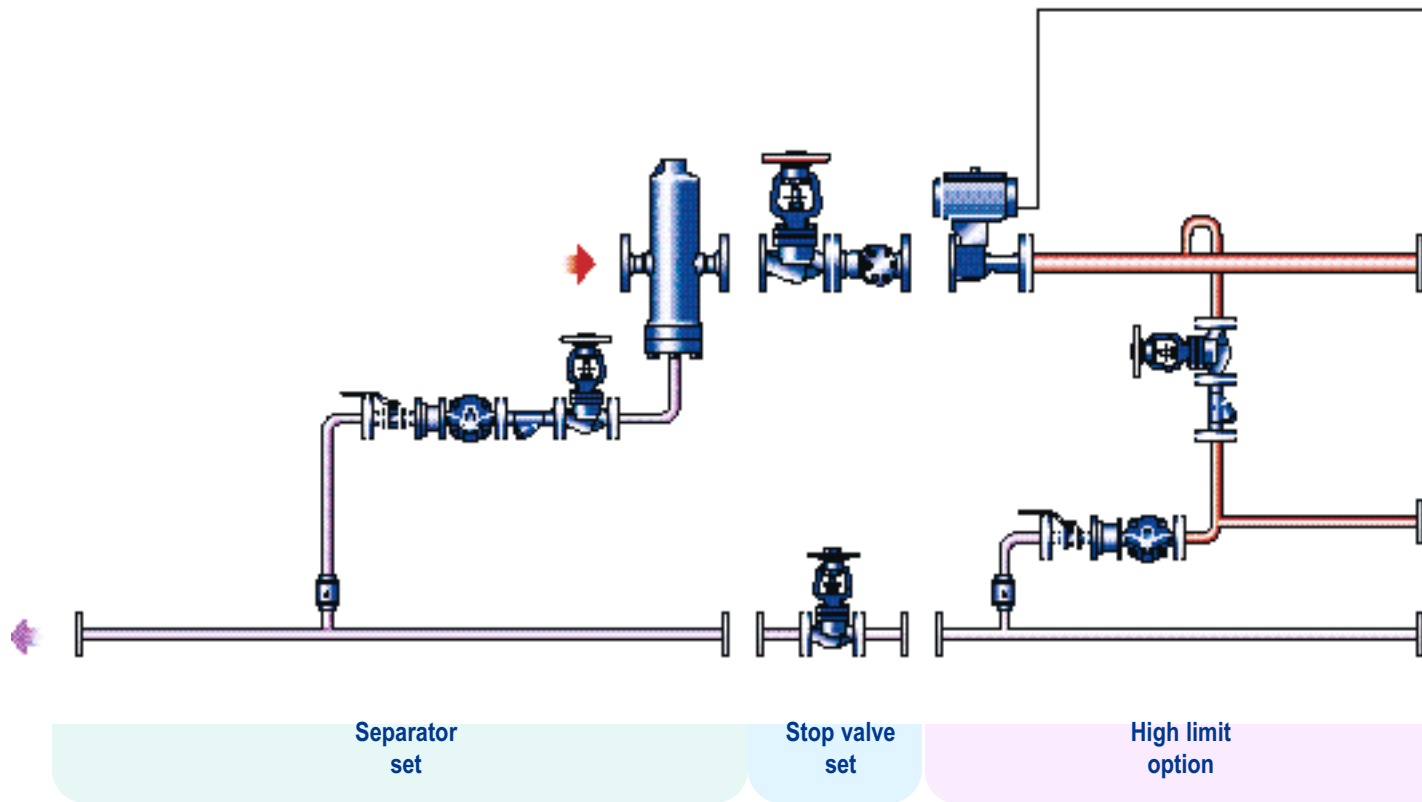 Separator
set
Stop valve
set
High limit
option